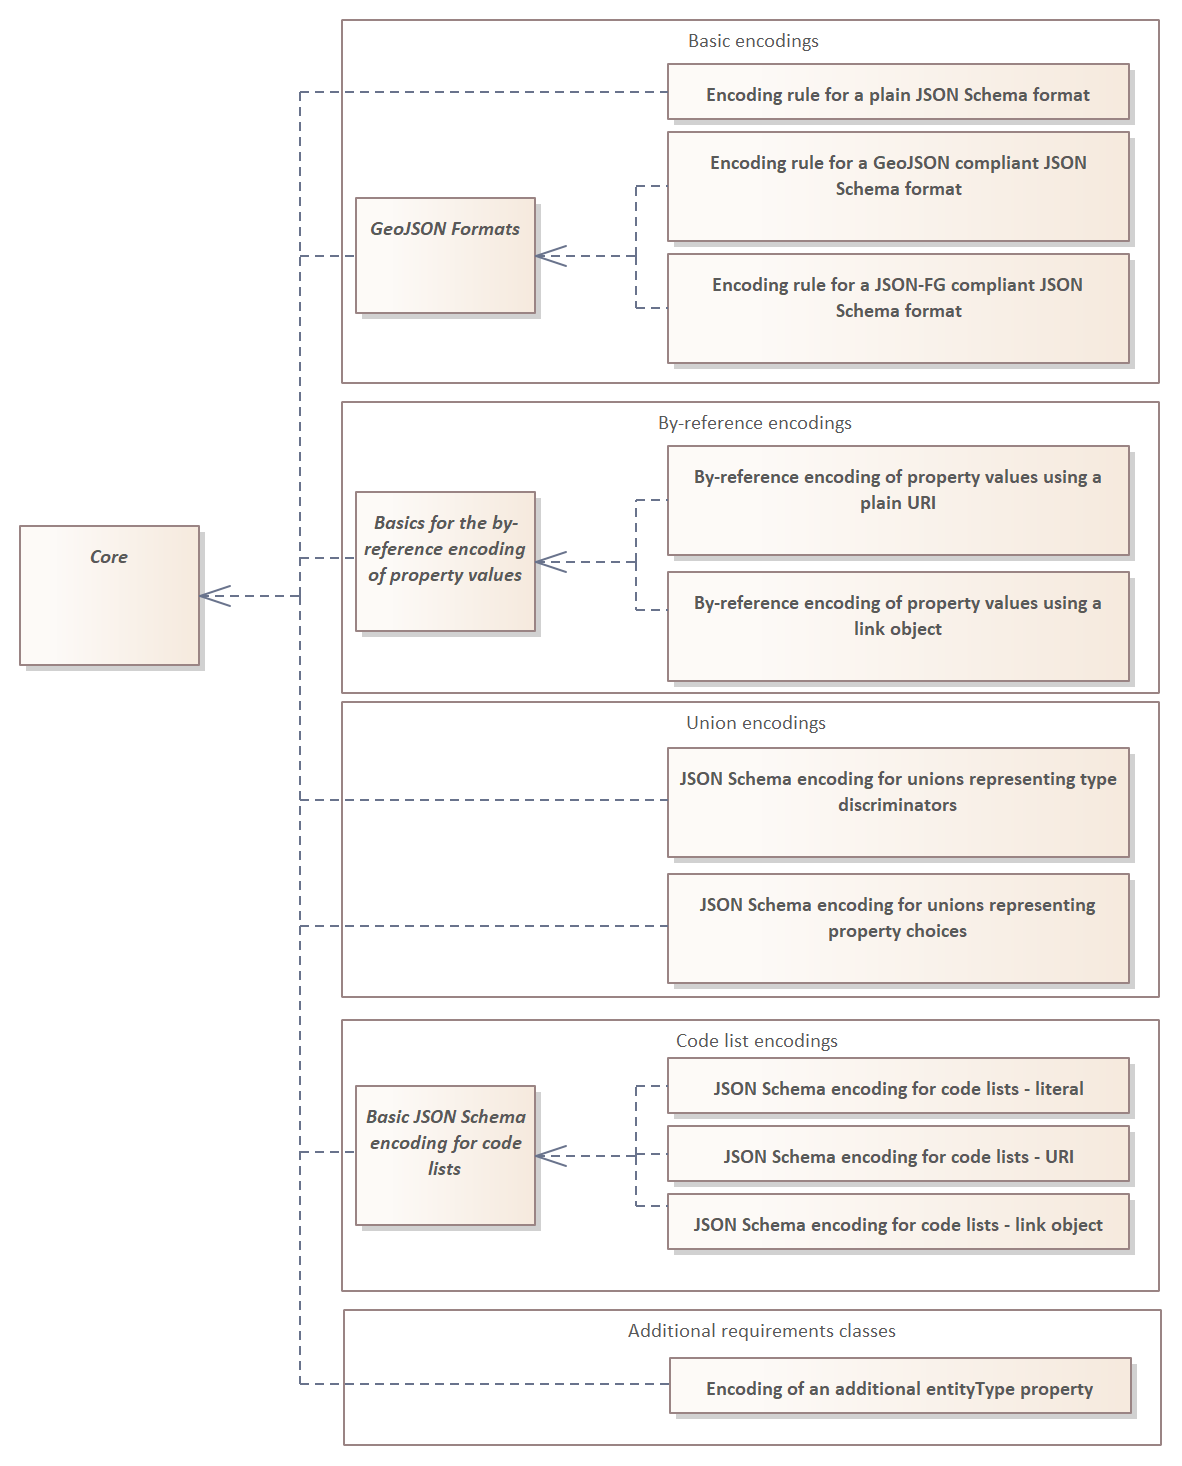 Basic encodings
Encoding rule for a plain JSON Schema format
Encoding rule for a GeoJSON compliant JSON
Schema format
GeoJSON Formats
Encoding rule for a JSON-FG compliant JSON
Schema format
By-reference encodings
By-reference encoding of property values using a
plain URI
Basics for the by-
reference encoding
of property values
Core
By-reference encoding of property values using a
link object
Union encodings
JSON Schema encoding for unions representing type
discriminators
JSON Schema encoding for unions representing
property choices
Code list encodings
JSON Schema encoding for code lists - literal
Basic JSON Schema
encoding for code
lists
JSON Schema encoding for code lists - URI
JSON Schema encoding for code lists - link object
Additional requirements classes
Encoding of an additional entityType property